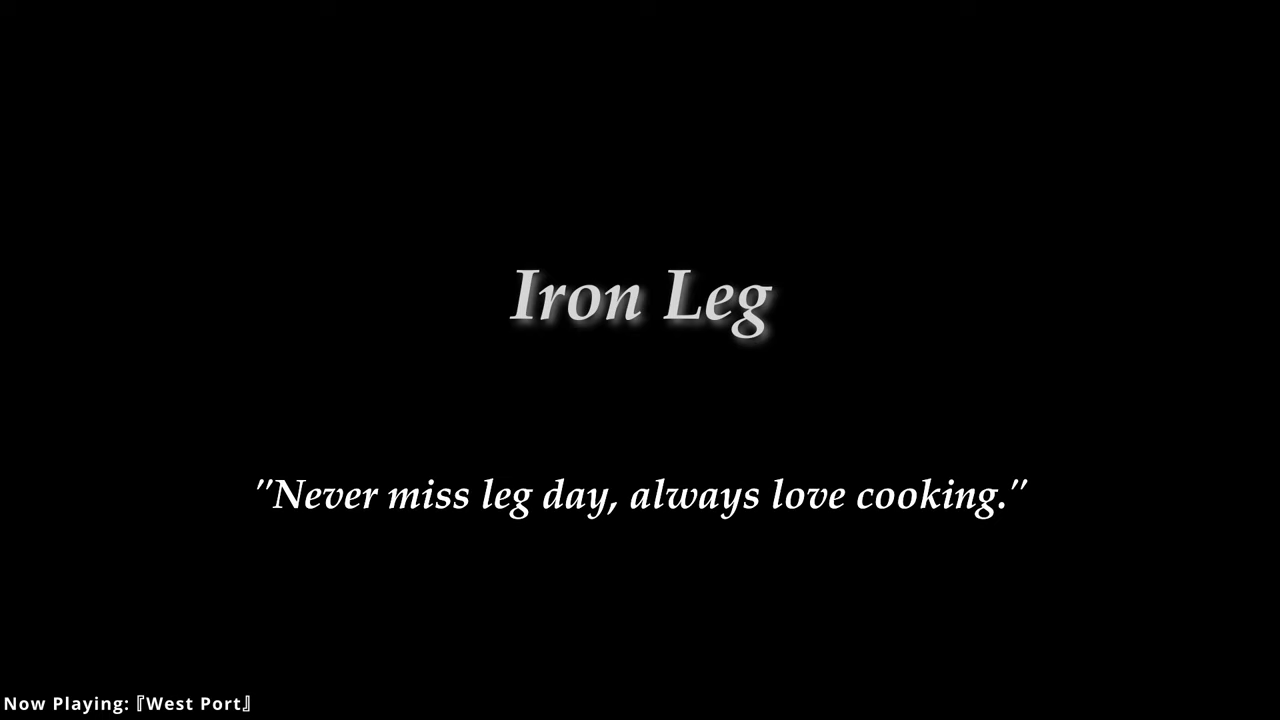 Iron Leg
"Never miss leg day, always love cooking."
Now Playing:『West Port』